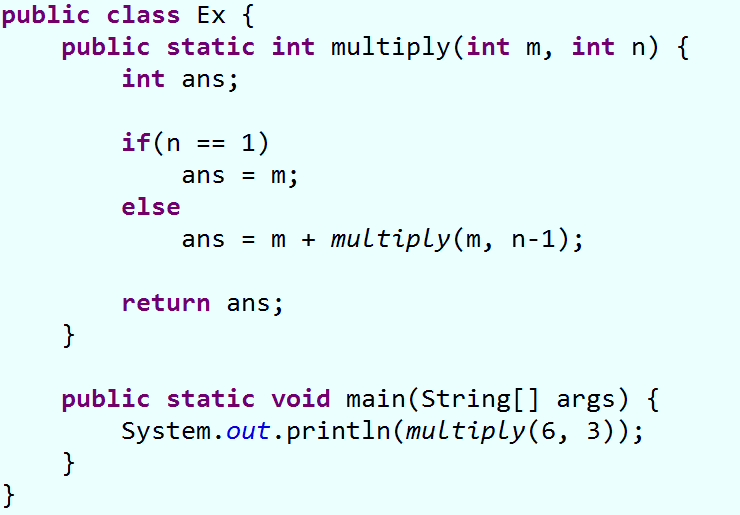 public class Ex {
    public static int multiply(int m, int n) {
        int ans;

        if(n == 1)
            ans = m;
        else
            ans = m + multiply(m, n-1);

        return ans;
    }

    public static void main(String[] args) {
        System.out.println(multiply(6, 3));
    }
}